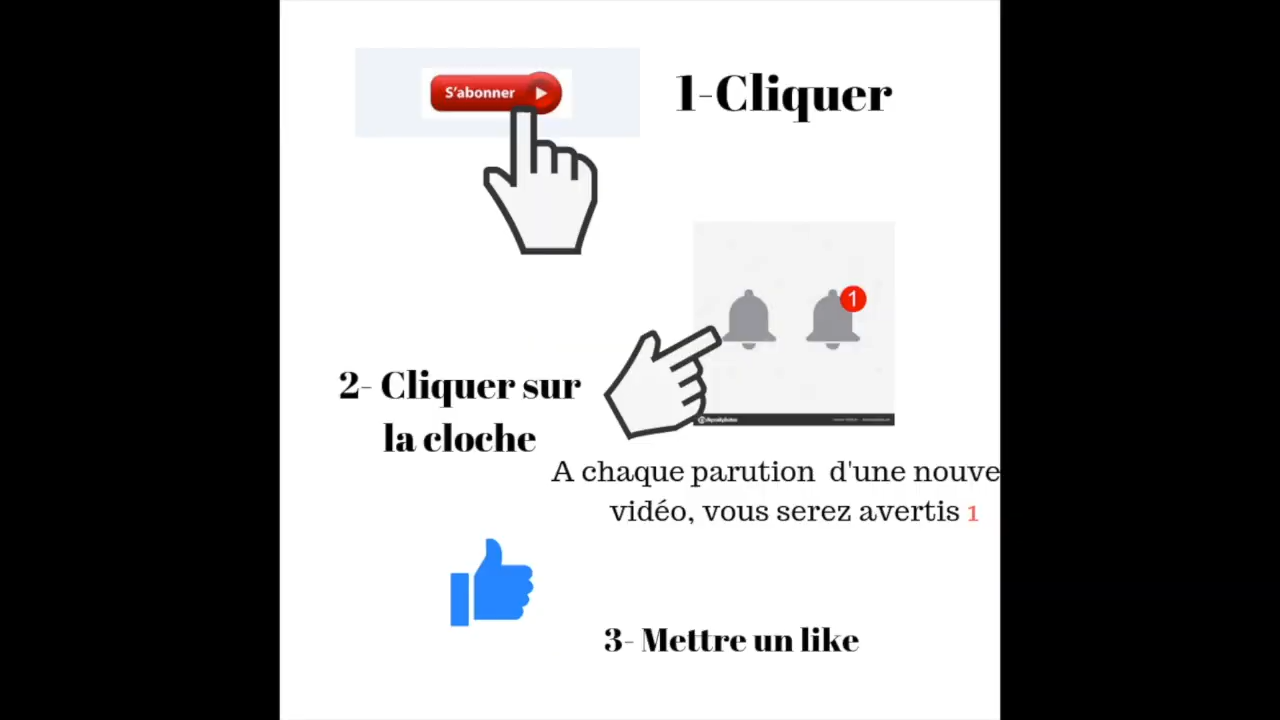 S'abonner
1-Cliquer
1
2- Cliquer sur
la cloche
A chaque parution d'une nouve
vidéo, vous serez avertis 1
3- Mettre un like